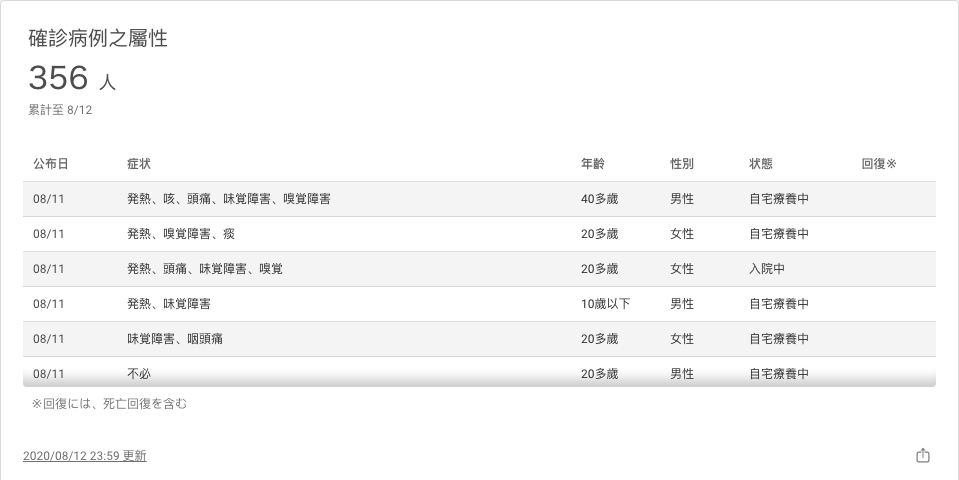 確診病例之屬性
356 人
累計至 8/12
公布日 症状 年齢 性別 状態 回復※
08/11 発熱、咳、頭痛、味覚障害、嗅覚障害 40多歲 男性 自宅療養中
08/11 発熱、嗅覚障害、痰 20多歲 女性 自宅療養中
08/11 発熱、頭痛、味覚障害、嗅覚 20多歲 女性 入院中
08/11 発熱、味覚障害 10歲以下 男性 自宅療養中
08/11 味覚障害、咽頭痛 20多歲 女性 自宅療養中
08/11 不必 20多歲 男性 自宅療養中
※回復には、死亡回復を含む
2020/08/12 23:59 更新